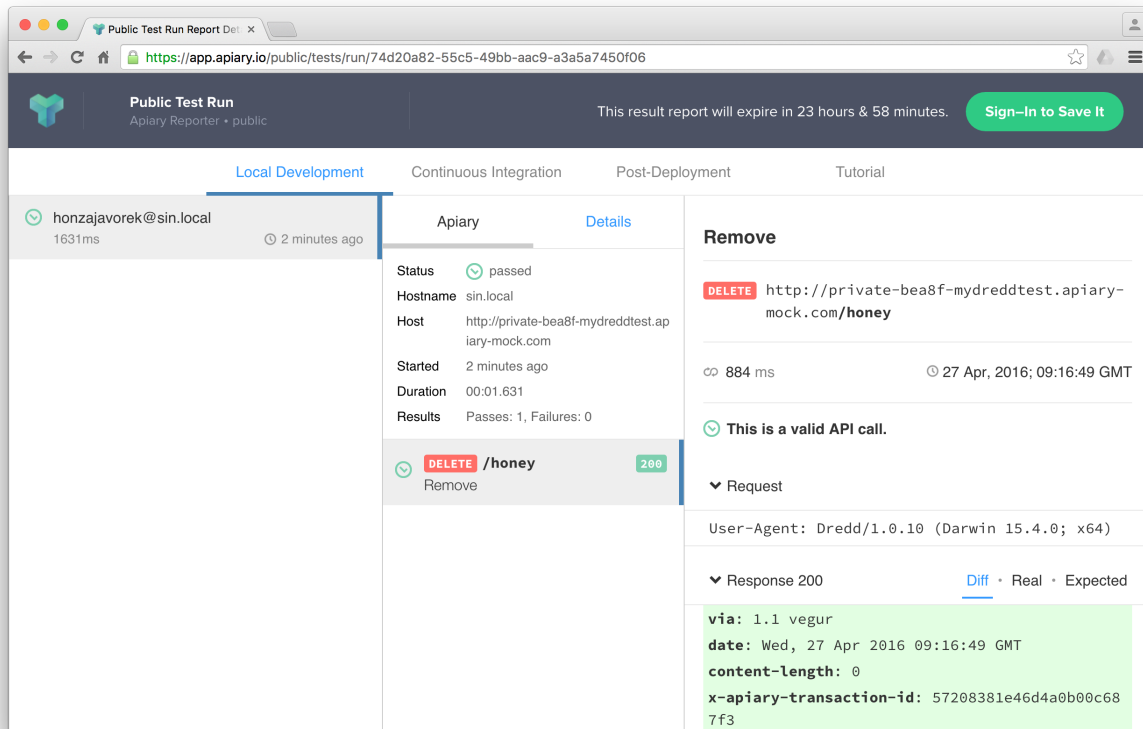 Public Test Run Report Det
https://app.apiary.io/public/tests/run/74d20a82-55c5-49bb-aac9-a3a5a7450f06
Public Test Run
Apiary Reporter • public
This result report will expire in 23 hours & 58 minutes.
Sign–In to Save It
Local Development
Continuous Integration
Post-Deployment
Tutorial
honzajavorek@sin.local
1631ms
2 minutes ago
Apiary
Details
Status passed
Hostname sin.local
Host http://private-bea8f-mydreddtest.ap
iary-mock.com
Started 2 minutes ago
Duration 00:01.631
Results Passes: 1, Failures: 0
DELETE /honey 200
Remove
Remove
DELETE http://private-bea8f-mydreddtest.apiary-
mock.com/honey
884 ms
27 Apr, 2016; 09:16:49 GMT
This is a valid API call.
Request
User-Agent: Dredd/1.0.10 (Darwin 15.4.0; x64)
Response 200
Diff • Real • Expected
via: 1.1 vegur
date: Wed, 27 Apr 2016 09:16:49 GMT
content-length: 0
x-apiary-transaction-id: 57208381e46d4a0b00c68
7f3